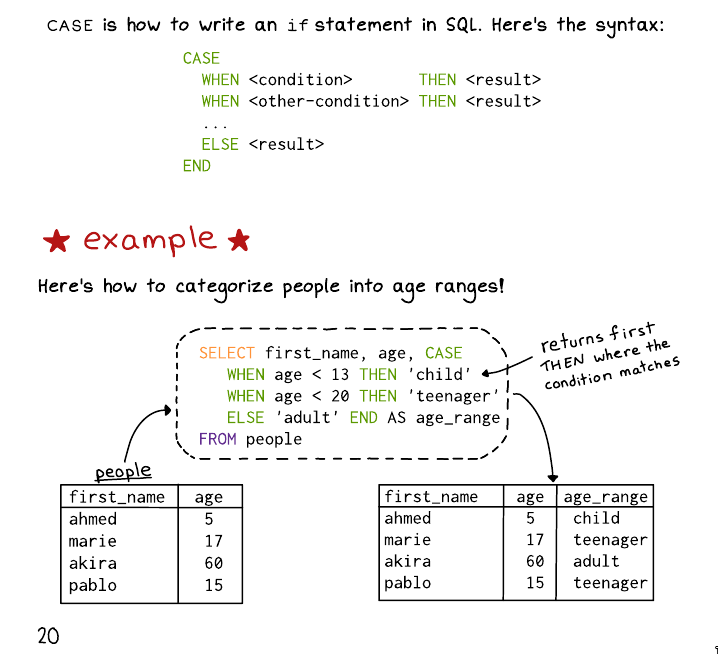 CASE is how to write an if statement in SQL. Here's the syntax:
CASE
WHEN <condition> THEN <result>
WHEN <other-condition> THEN <result>
...
ELSE <result>
END
★ example ★
Here's how to categorize people into age ranges!
SELECT first_name, age, CASE
WHEN age < 13 THEN 'child'
WHEN age < 20 THEN 'teenager'
ELSE 'adult' END AS age_range
FROM people
returns first
THEN where the
condition matches
people
first_name age
ahmed 5
marie 17
akira 60
pablo 15
first_name age age_range
ahmed 5 child
marie 17 teenager
akira 60 adult
pablo 15 teenager
20